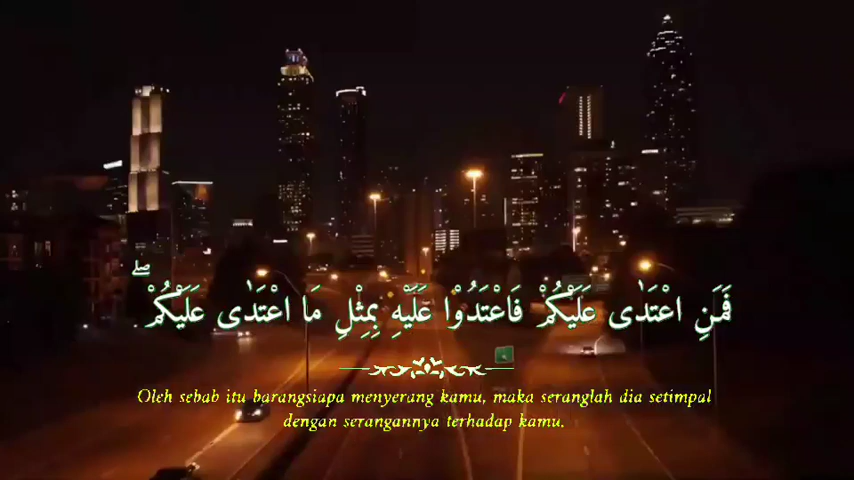 فَمَنِ اعْتَدٰى عَلَيْكُمْ فَاعْتَدُوْا عَلَيْهِ بِمِثْلِ مَا اعْتَدٰى عَلَيْكُمْ ۖ
Oleh sebab itu barangsiapa menyerang kamu, maka seranglah dia setimpal
dengan serangannya terhadap kamu.